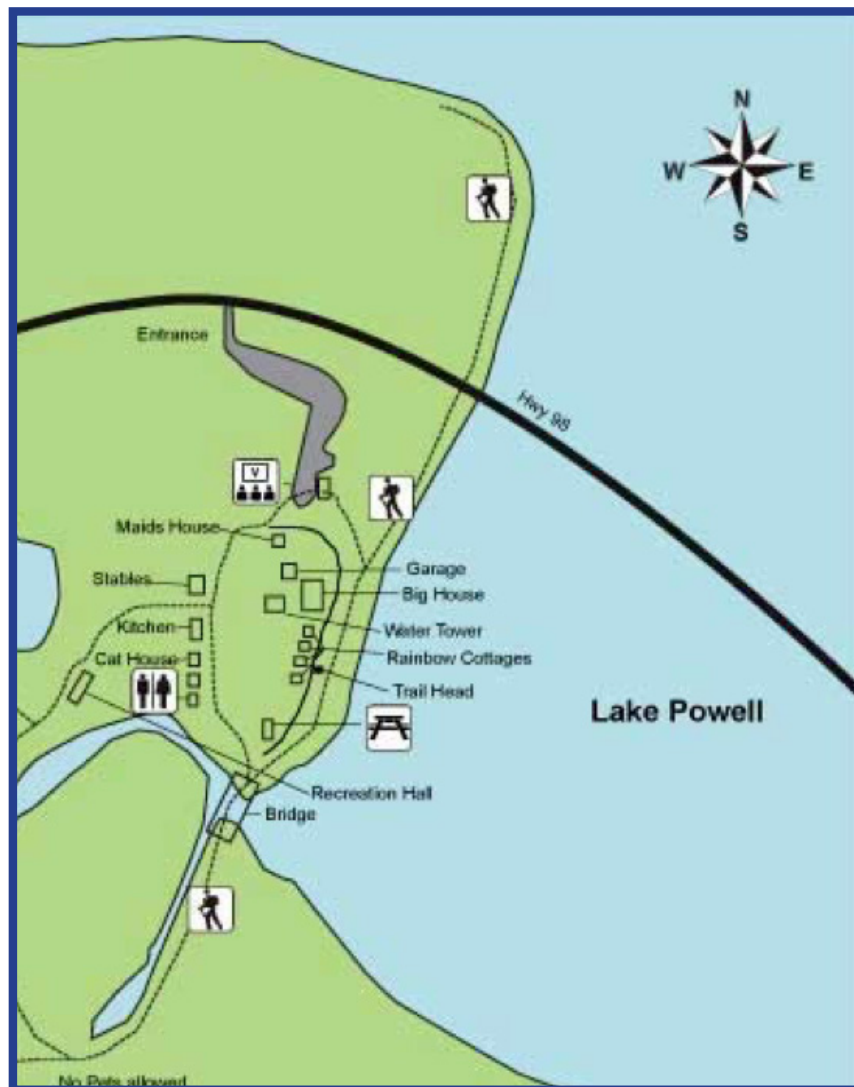 N
W
E
S
Entrance
Hwy 98
V
Maids House
Garage
Stables
Big House
Kitchen
Water Tower
Cat House
Rainbow Cottages
Trail Head
Lake Powell
Recreation Hall
Bridge
No Pets allowed